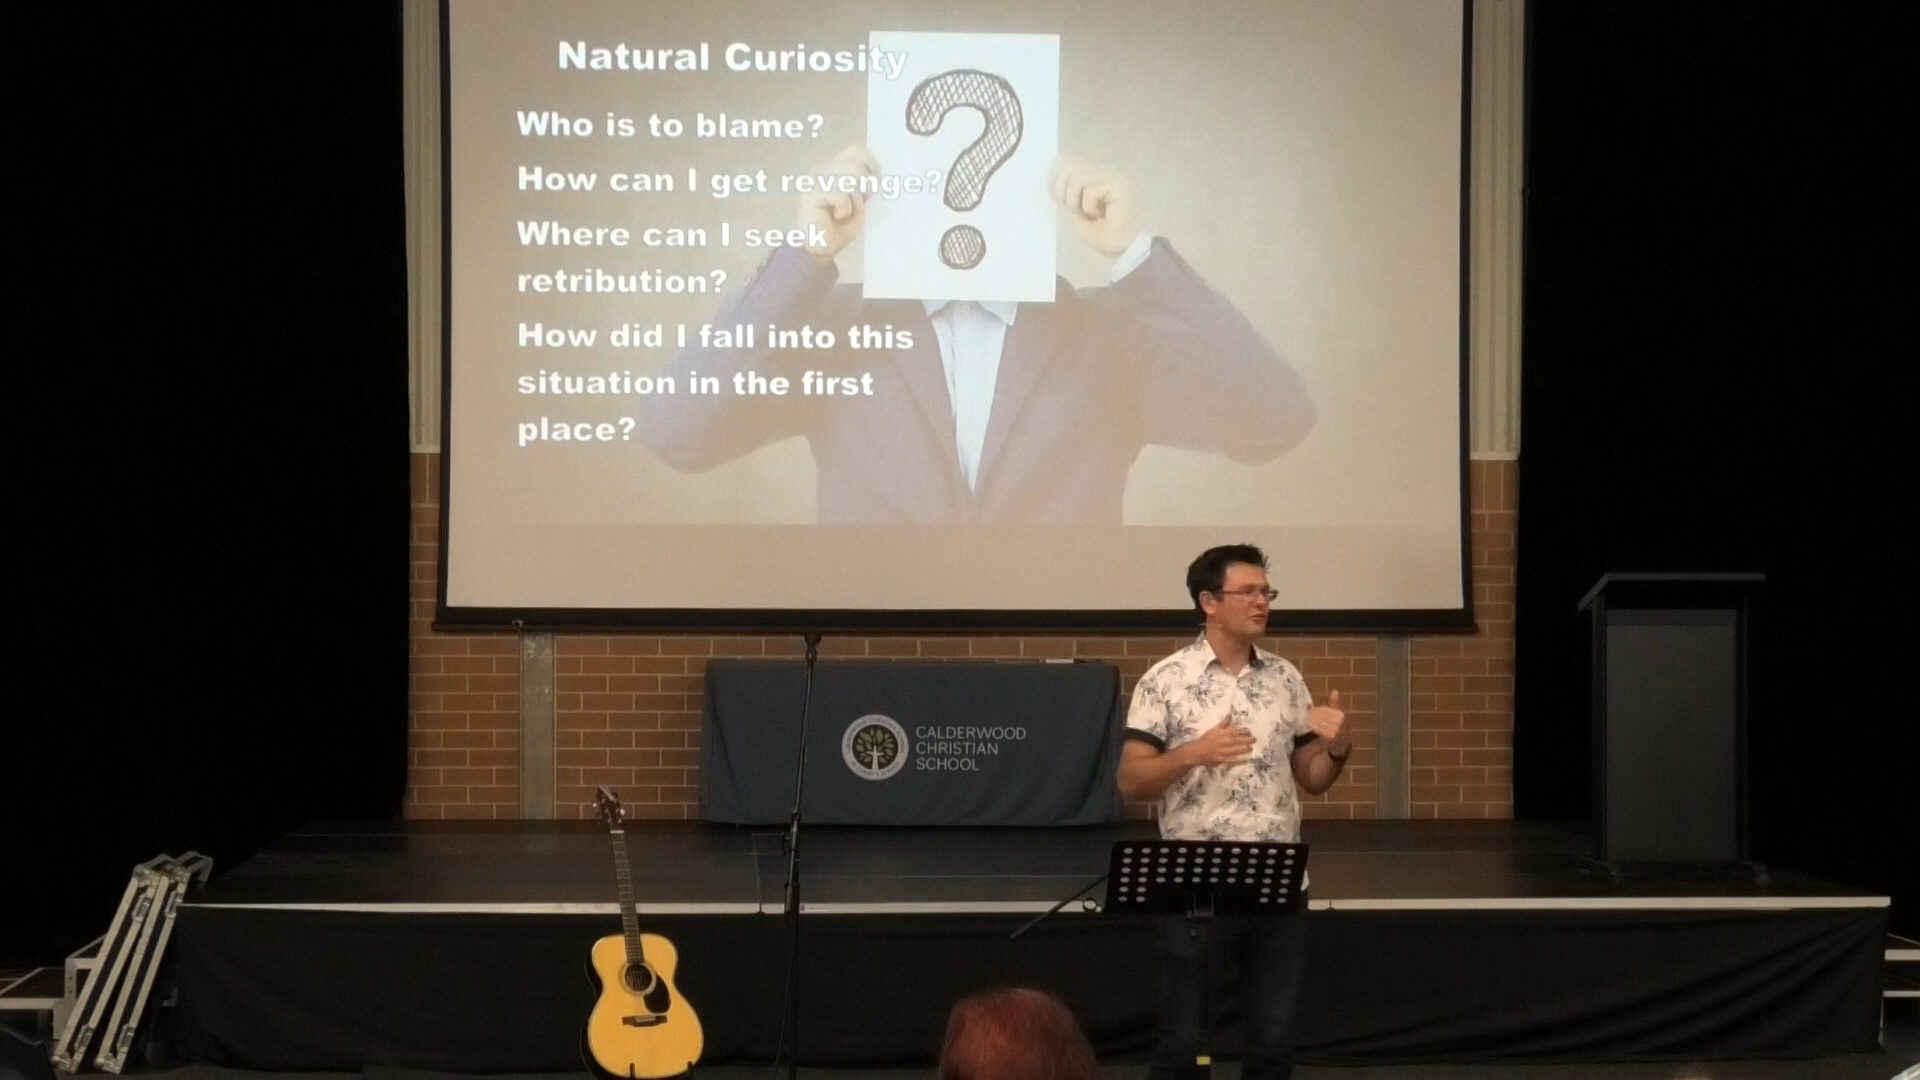 Natural Curiosity
Who is to blame?
How can I get revenge?
Where can I seek
retribution?
How did I fall into this
situation in the first
place?
?
CALDERWOOD
CHRISTIAN
SCHOOL